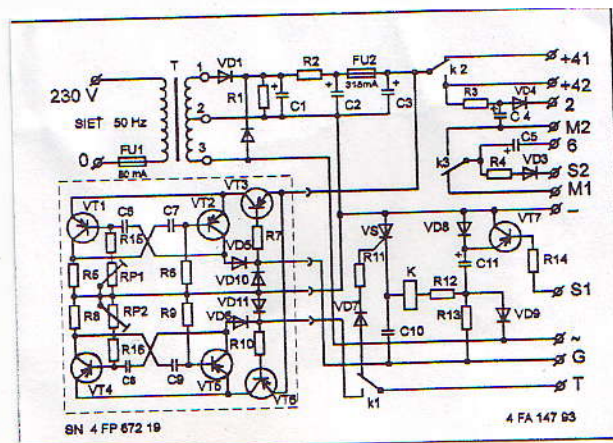 230 V
SIET 50 Hz
0
FU1
80 mA
T
1
2
3
VD1
R1
C1
R2
C2
FU2
315mA
C3
k2
+41
+42
R3
VD4
2
C4
M2
k3
C5
6
R4
VD3
S2
M1
–
VT1
C6
C7
VT2
VT3
R15
R7
VD5
R5
RP1
R6
VD10
R8
RP2
R9
VD11
VD6
R16
C8
C9
R10
VT4
VT5
VT6
VS
R11
VD7
VD8
VT7
C11
R14
K
R12
S1
C10
R13
VD9
~
G
k1
T
SN 4 FP 672 19
4 FA 147 93